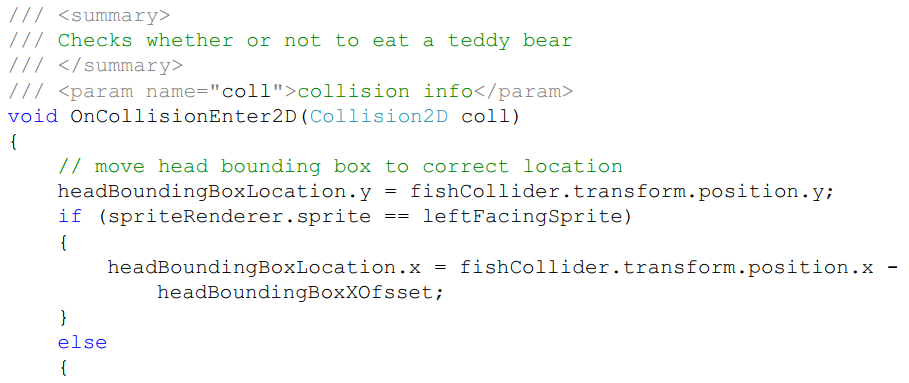 /// <summary>
/// Checks whether or not to eat a teddy bear
/// </summary>
/// <param name="coll">collision info</param>
void OnCollisionEnter2D(Collision2D coll)
{
    // move head bounding box to correct location
    headBoundingBoxLocation.y = fishCollider.transform.position.y;
    if (spriteRenderer.sprite == leftFacingSprite)
    {
        headBoundingBoxLocation.x = fishCollider.transform.position.x -
            headBoundingBoxXOfsset;
    }
    else
    {